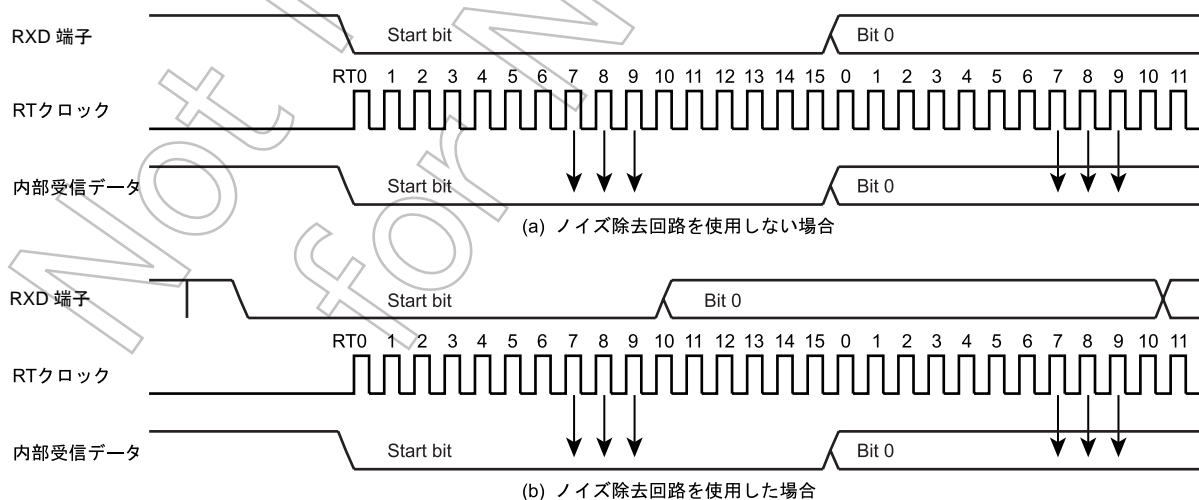 RXD 端子 Start bit Bit 0
RT0 1 2 3 4 5 6 7 8 9 10 11 12 13 14 15 0 1 2 3 4 5 6 7 8 9 10 11
RTクロック
内部受信データ Start bit Bit 0
(a) ノイズ除去回路を使用しない場合
RXD 端子 Start bit Bit 0
RT0 1 2 3 4 5 6 7 8 9 10 11 12 13 14 15 0 1 2 3 4 5 6 7 8 9 10 11
RTクロック
内部受信データ Start bit Bit 0
(b) ノイズ除去回路を使用した場合
Not
for N